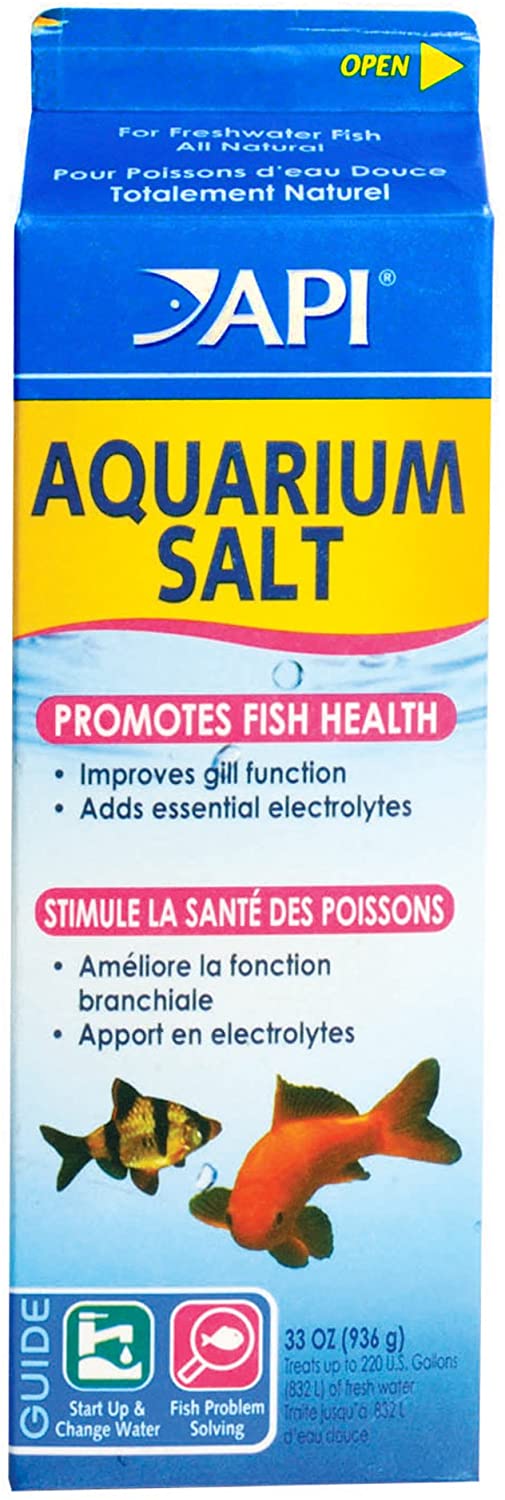 OPEN
For Freshwater Fish
All Natural
Pour Poissons d'eau Douce
Totalement Naturel
API®
AQUARIUM
SALT
PROMOTES FISH HEALTH
• Improves gill function
• Adds essential electrolytes
STIMULE LA SANTÉ DES POISSONS
• Améliore la fonction
branchiale
• Apport en electrolytes
GUIDE
Start Up &
Change Water
Fish Problem
Solving
33 OZ (936 g)
Treats up to 220 U.S. Gallons
(832 L) of fresh water
Traite jusqu'à 832 L
d'eau douce